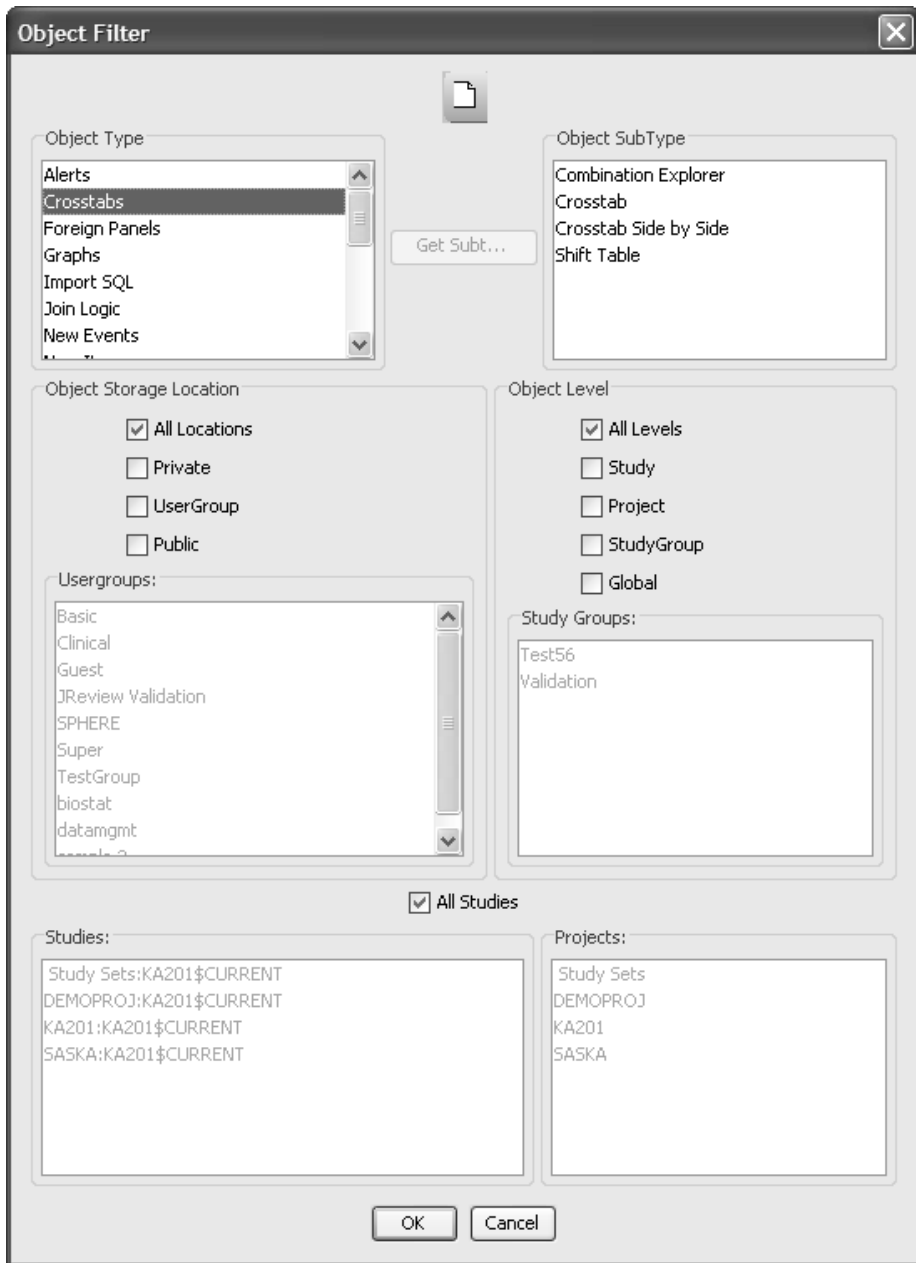 Object Filter
Object Type
Alerts
Crosstabs
Foreign Panels
Graphs
Import SQL
Join Logic
New Events
Get Subt...
Object SubType
Combination Explorer
Crosstab
Crosstab Side by Side
Shift Table
Object Storage Location
All Locations
Private
UserGroup
Public
Usergroups:
Basic
Clinical
Guest
JReview Validation
SPHERE
Super
TestGroup
biostat
datamgmt
Object Level
All Levels
Study
Project
StudyGroup
Global
Study Groups:
Test56
Validation
All Studies
Studies:
Study Sets:KA201$CURRENT
DEMOPROJ:KA201$CURRENT
KA201:KA201$CURRENT
SASKA:KA201$CURRENT
Projects:
Study Sets
DEMOPROJ
KA201
SASKA
OK
Cancel